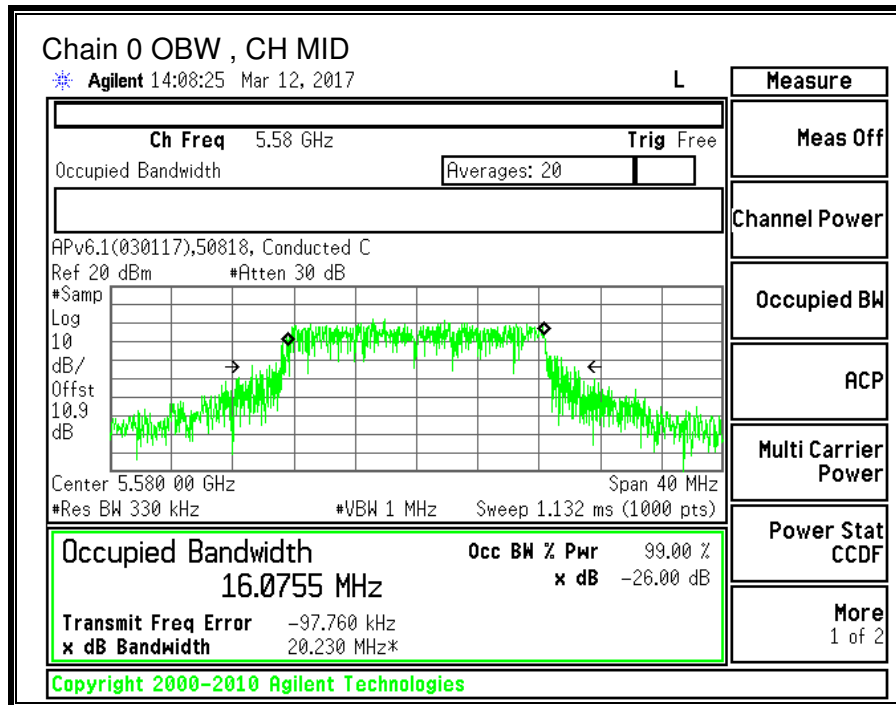 Chain 0 OBW , CH MID
Agilent 14:08:25 Mar 12, 2017 L
Measure
Ch Freq 5.58 GHz Trig Free
Meas Off
Occupied Bandwidth Averages: 20
Channel Power
APv6.1(030117),50818, Conducted C
Ref 20 dBm #Atten 30 dB
#Samp
Log
10
dB/
Offst
10.9
dB
Occupied BW
ACP
Multi Carrier
Power
Center 5.580 00 GHz Span 40 MHz
#Res BW 330 kHz #VBW 1 MHz Sweep 1.132 ms (1000 pts)
Power Stat
CCDF
Occupied Bandwidth Occ BW % Pwr 99.00 %
16.0755 MHz x dB -26.00 dB
Transmit Freq Error -97.760 kHz
x dB Bandwidth 20.230 MHz*
More
1 of 2
Copyright 2000-2010 Agilent Technologies